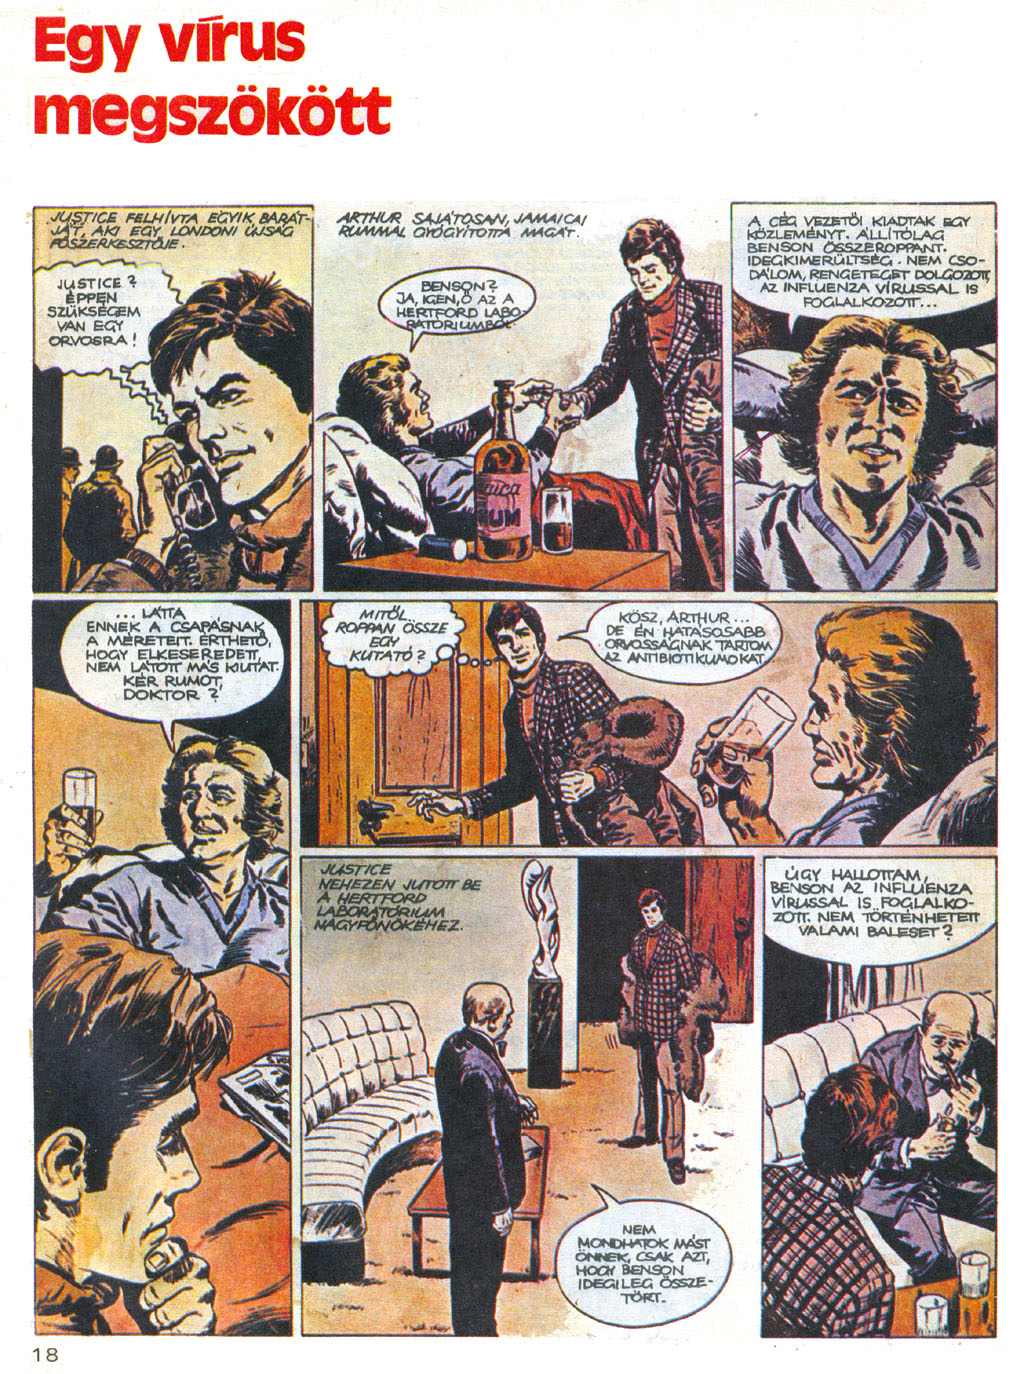 Egy vírus
megszökött
JUSTICE FELHÍVTA EGYIK BARÁT-
JÁT, AKI EGY LONDONI ÚJSÁG
FŐSZERKESZTŐJE.
JUSTICE?
ÉPPEN
SZÜKSÉGEM
VAN EGY
ORVOSRA!
ARTHUR SAJÁTOSAN, JAMAICAI
RUMMAL GYÓGYÍTOTTA MAGÁT.
BENSON?
JA, IGEN, Ő AZ A
HERTFORD LABO-
RATÓRIUMBÓL.
aica
RUM
A CÉG VEZETŐI KIADTAK EGY
KÖZLEMÉNYT. ÁLLÍTÓLAG
BENSON ÖSSZEROPPANT.
IDEGKIMERÜLTSÉG. NEM CSO-
DÁLOM, RENGETEGET DOLGOZOTT,
AZ INFLUENZA VÍRUSSAL IS
FOGLALKOZOTT...
... LÁTTA
ENNEK A CSAPÁSNAK
A MÉRETEIT. ÉRTHETŐ,
HOGY ELKESEREDETT,
NEM LÁTOTT MÁS KIUTAT.
KÉR RUMOT,
DOKTOR?
MITŐL
ROPPAN ÖSSZE
EGY
KUTATÓ?
KÖSZ, ARTHUR...
DE ÉN HATÁSOSABB
ORVOSSÁGNAK TARTOM
AZ ANTIBIOTIKUMOKAT.
JUSTICE
NEHEZEN JUTOTT BE
A HERTFORD
LABORATÓRIUM
NAGYFŐNÖKÉHEZ.
NEM
MONDHATOK MÁST
ÖNNEK, CSAK AZT,
HOGY BENSON
IDEGILEG ÖSSZE-
TÖRT.
ÚGY HALLOTTAM,
BENSON AZ INFLUENZA
VÍRUSSAL IS FOGLALKO-
ZOTT. NEM TÖRTÉNHETETT
VALAMI BALESET?
18